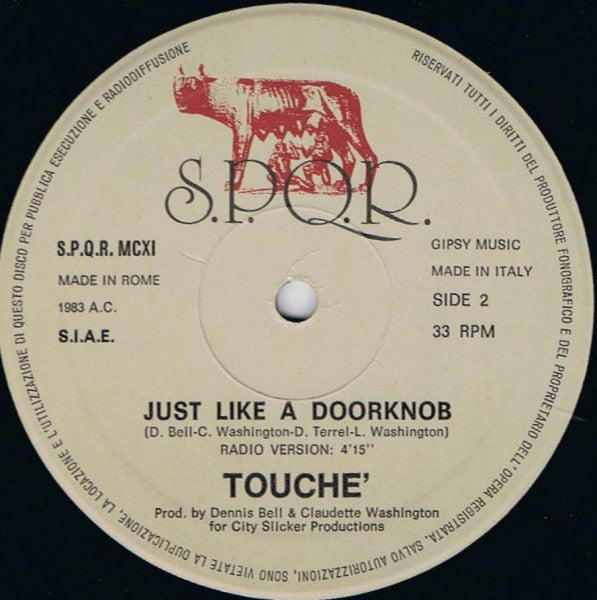 S.P.Q.R.
S.P.Q.R. MCXI
MADE IN ROME
1983 A.C.
S.I.A.E.
GIPSY MUSIC
MADE IN ITALY
SIDE 2
33 RPM
JUST LIKE A DOORKNOB
(D. Bell-C. Washington-D. Terrel-L. Washington)
RADIO VERSION: 4'15"
TOUCHE'
Prod. by Dennis Bell & Claudette Washington
for City Slicker Productions
RISERVATI TUTTI I DIRITTI DEL PRODUTTORE FONOGRAFICO E DEL PROPRIETARIO DELL'OPERA REGISTRATA. SALVO AUTORIZZAZIONI, SONO VIETATE LA DUPLICAZIONE, LA LOCAZIONE E L'UTILIZZAZIONE DI QUESTO DISCO PER PUBBLICA ESECUZIONE E RADIODIFFUSIONE